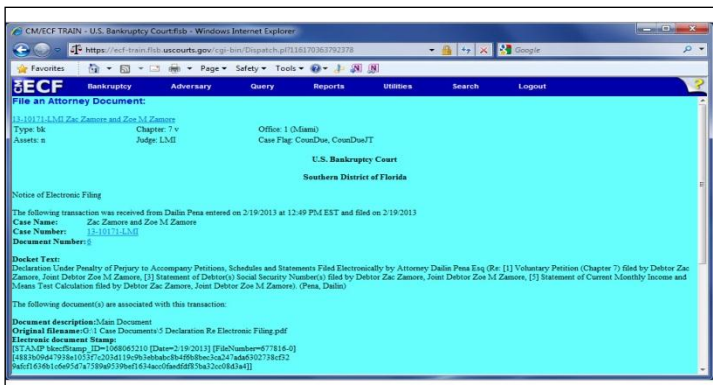 CM/ECF TRAIN - U.S. Bankruptcy Court:flsb - Windows Internet Explorer
https://ecf-train.flsb.uscourts.gov/cgi-bin/Dispatch.pl?116170363792378
Google
Favorites Page Safety Tools
ECF Bankruptcy Adversary Query Reports Utilities Search Logout ?
File an Attorney Document:
13-10171-LMI Zac Zamore and Zoe M Zamore
Type: bk Chapter: 7 v Office: 1 (Miami)
Assets: n Judge: LMI Case Flag: CounDue, CounDueJT
U.S. Bankruptcy Court
Southern District of Florida
Notice of Electronic Filing
The following transaction was received from Dailin Pena entered on 2/19/2013 at 12:49 PM EST and filed on 2/19/2013
Case Name: Zac Zamore and Zoe M Zamore
Case Number: 13-10171-LMI
Document Number: 6
Docket Text:
Declaration Under Penalty of Perjury to Accompany Petitions, Schedules and Statements Filed Electronically by Attorney Dailin Pena Esq (Re: [1] Voluntary Petition (Chapter 7) filed by Debtor Zac
Zamore, Joint Debtor Zoe M Zamore, [3] Statement of Debtor(s) Social Security Number(s) filed by Debtor Zac Zamore, Joint Debtor Zoe M Zamore, [5] Statement of Current Monthly Income and
Means Test Calculation filed by Debtor Zac Zamore, Joint Debtor Zoe M Zamore). (Pena, Dailin)
The following document(s) are associated with this transaction:
Document description:Main Document
Original filename:G:\1 Case Documents\5 Declaration Re Electronic Filing.pdf
Electronic document Stamp:
[STAMP bkecfStamp_ID=1068065210 [Date=2/19/2013] [FileNumber=677816-0]